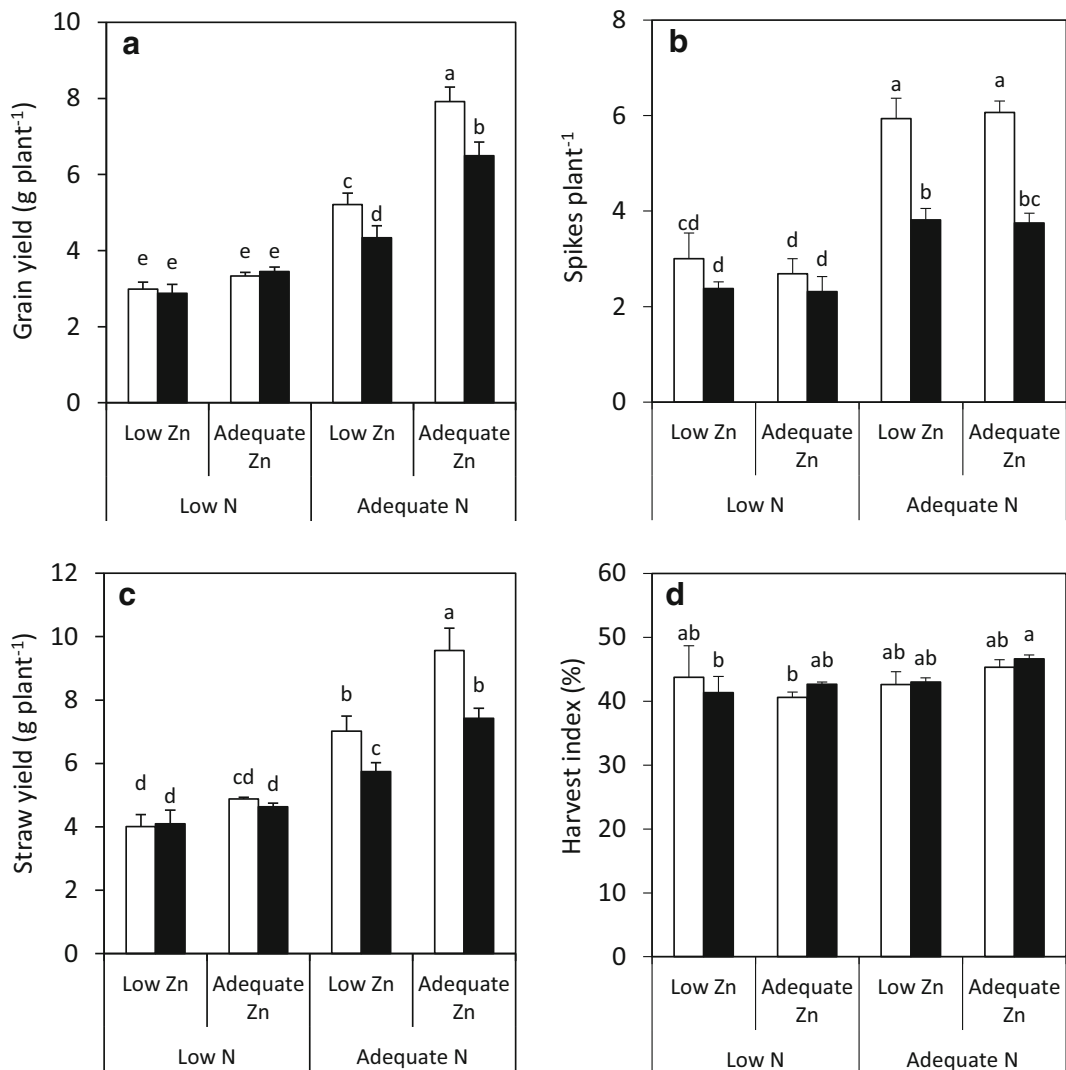 a
Grain yield (g plant⁻¹)
10
8
6
4
2
0
e e e e c d a b
Low Zn Adequate Zn Low Zn Adequate Zn
Low N Adequate N
b
Spikes plant⁻¹
8
6
4
2
0
cd d d d a b a bc
Low Zn Adequate Zn Low Zn Adequate Zn
Low N Adequate N
c
Straw yield (g plant⁻¹)
12
10
8
6
4
2
0
d d cd d b c a b
Low Zn Adequate Zn Low Zn Adequate Zn
Low N Adequate N
d
Harvest index (%)
60
50
40
30
20
10
0
ab b b ab ab ab ab a
Low Zn Adequate Zn Low Zn Adequate Zn
Low N Adequate N